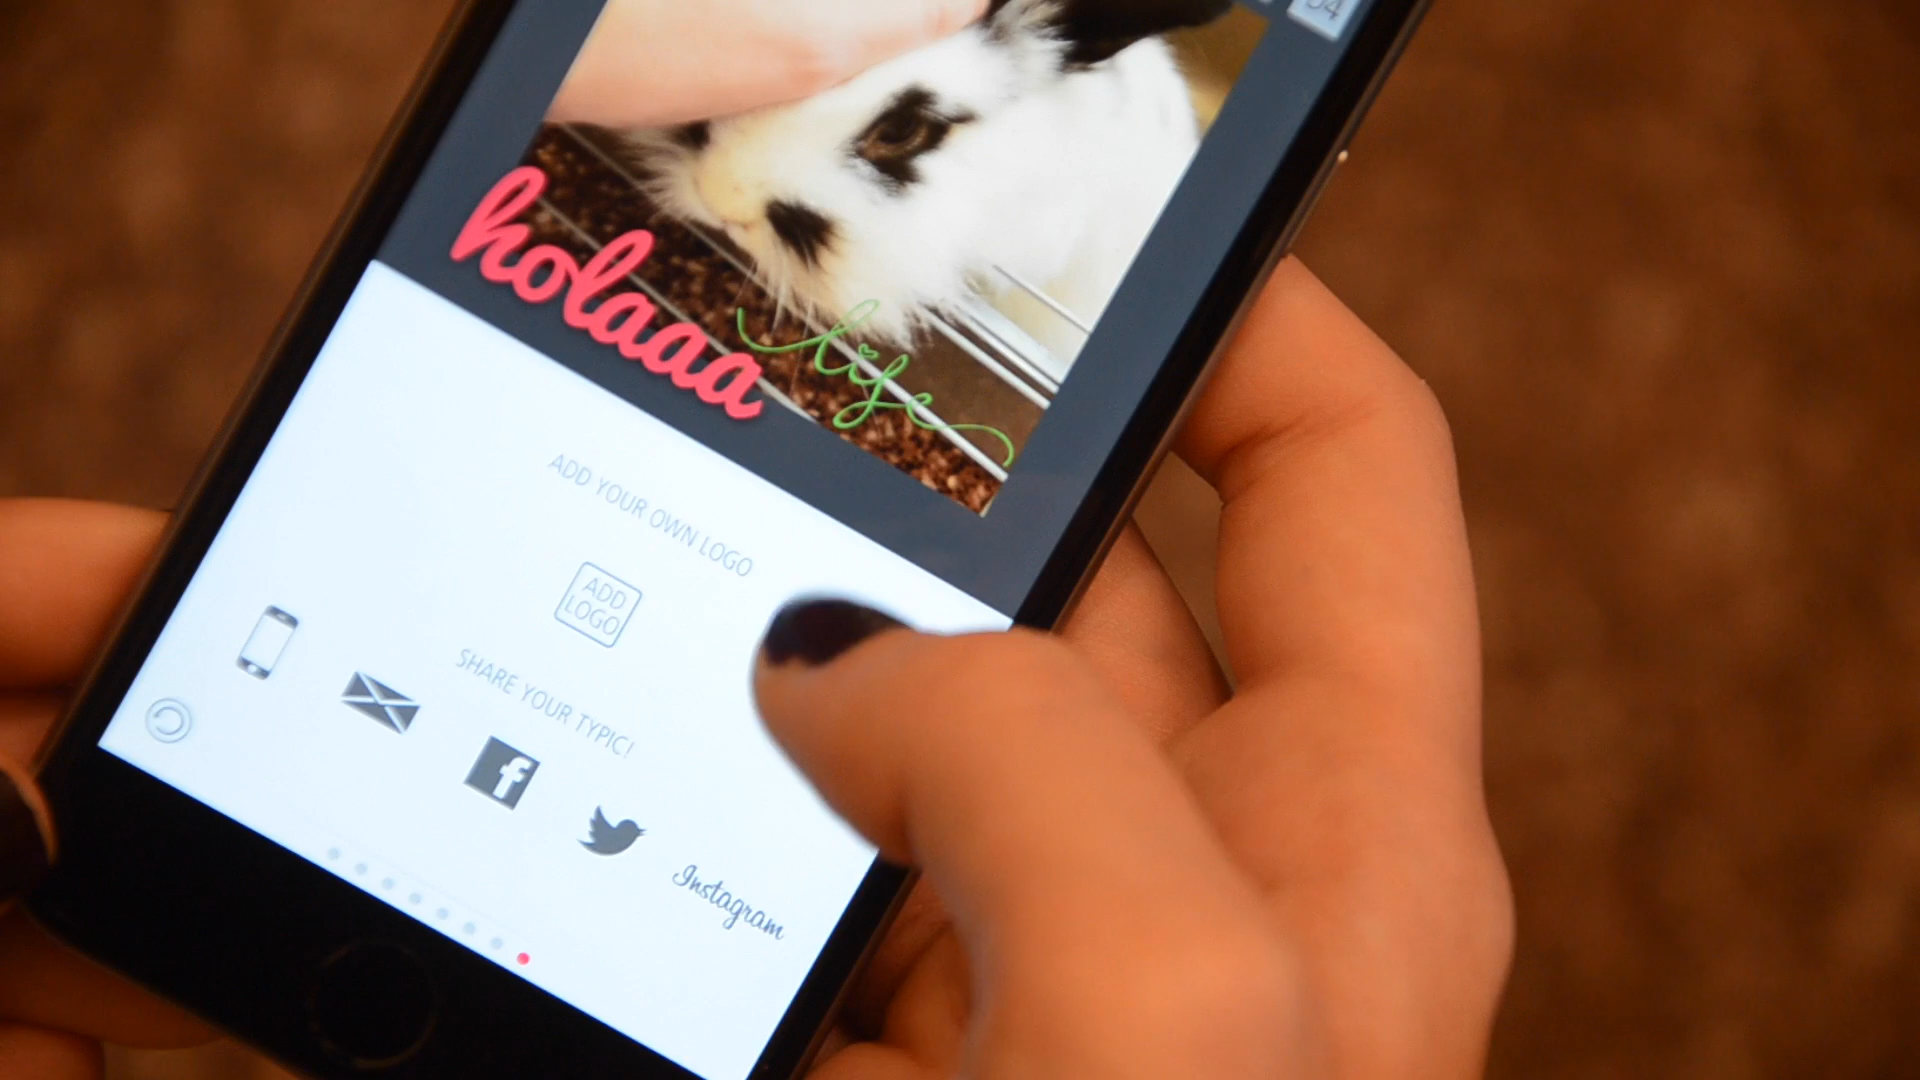 holaaa
life
ADD YOUR OWN LOGO
ADD
LOGO
SHARE YOUR TYPIC!
f
Instagram